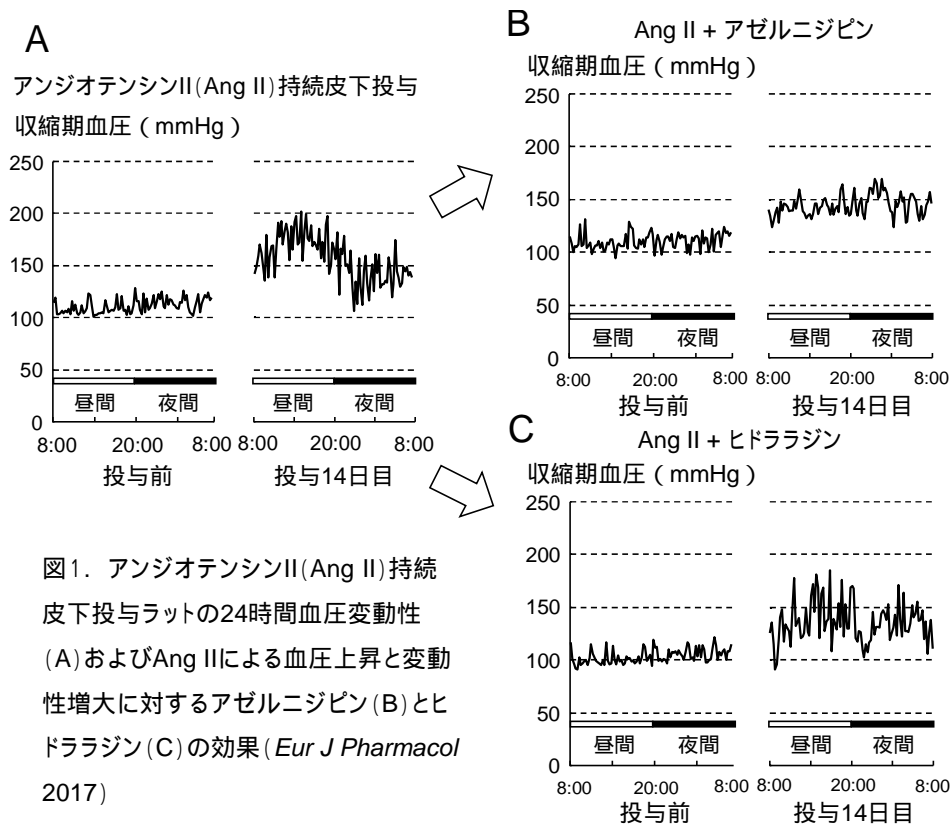 A
アンジオテンシンII(Ang II)持続皮下投与
収縮期血圧(mmHg)
250
200
150
100
50
0
昼間 夜間 昼間 夜間
8:00 20:00 8:00 8:00 20:00 8:00
投与前 投与14日目
B
Ang II + アゼルニジピン
収縮期血圧(mmHg)
250
200
150
100
50
0
昼間 夜間 昼間 夜間
8:00 20:00 8:00 8:00 20:00 8:00
投与前 投与14日目
C
Ang II + ヒドララジン
収縮期血圧(mmHg)
250
200
150
100
50
0
昼間 夜間 昼間 夜間
8:00 20:00 8:00 8:00 20:00 8:00
投与前 投与14日目
図1. アンジオテンシンII(Ang II)持続
皮下投与ラットの24時間血圧変動性
(A)およびAng IIによる血圧上昇と変動
性増大に対するアゼルニジピン(B)とヒ
ドララジン(C)の効果(Eur J Pharmacol
2017)